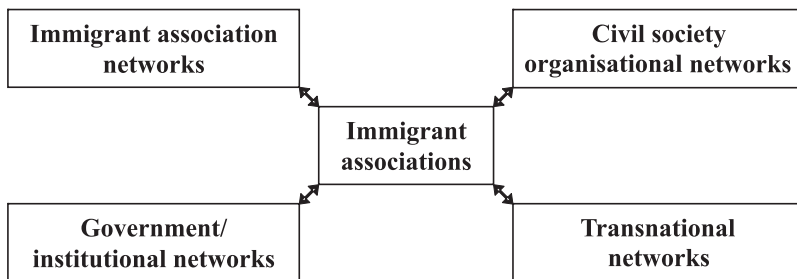 Immigrant association
networks
Civil society
organisational networks
Immigrant
associations
Government/
institutional networks
Transnational
networks